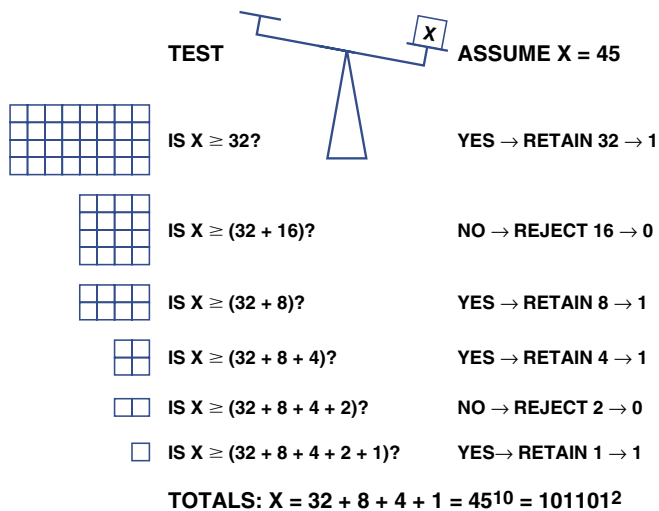 X
TEST ASSUME X = 45
IS X ≥ 32? YES → RETAIN 32 → 1
IS X ≥ (32 + 16)? NO → REJECT 16 → 0
IS X ≥ (32 + 8)? YES → RETAIN 8 → 1
IS X ≥ (32 + 8 + 4)? YES → RETAIN 4 → 1
IS X ≥ (32 + 8 + 4 + 2)? NO → REJECT 2 → 0
IS X ≥ (32 + 8 + 4 + 2 + 1)? YES→ RETAIN 1 → 1
TOTALS: X = 32 + 8 + 4 + 1 = 45¹⁰ = 101101²